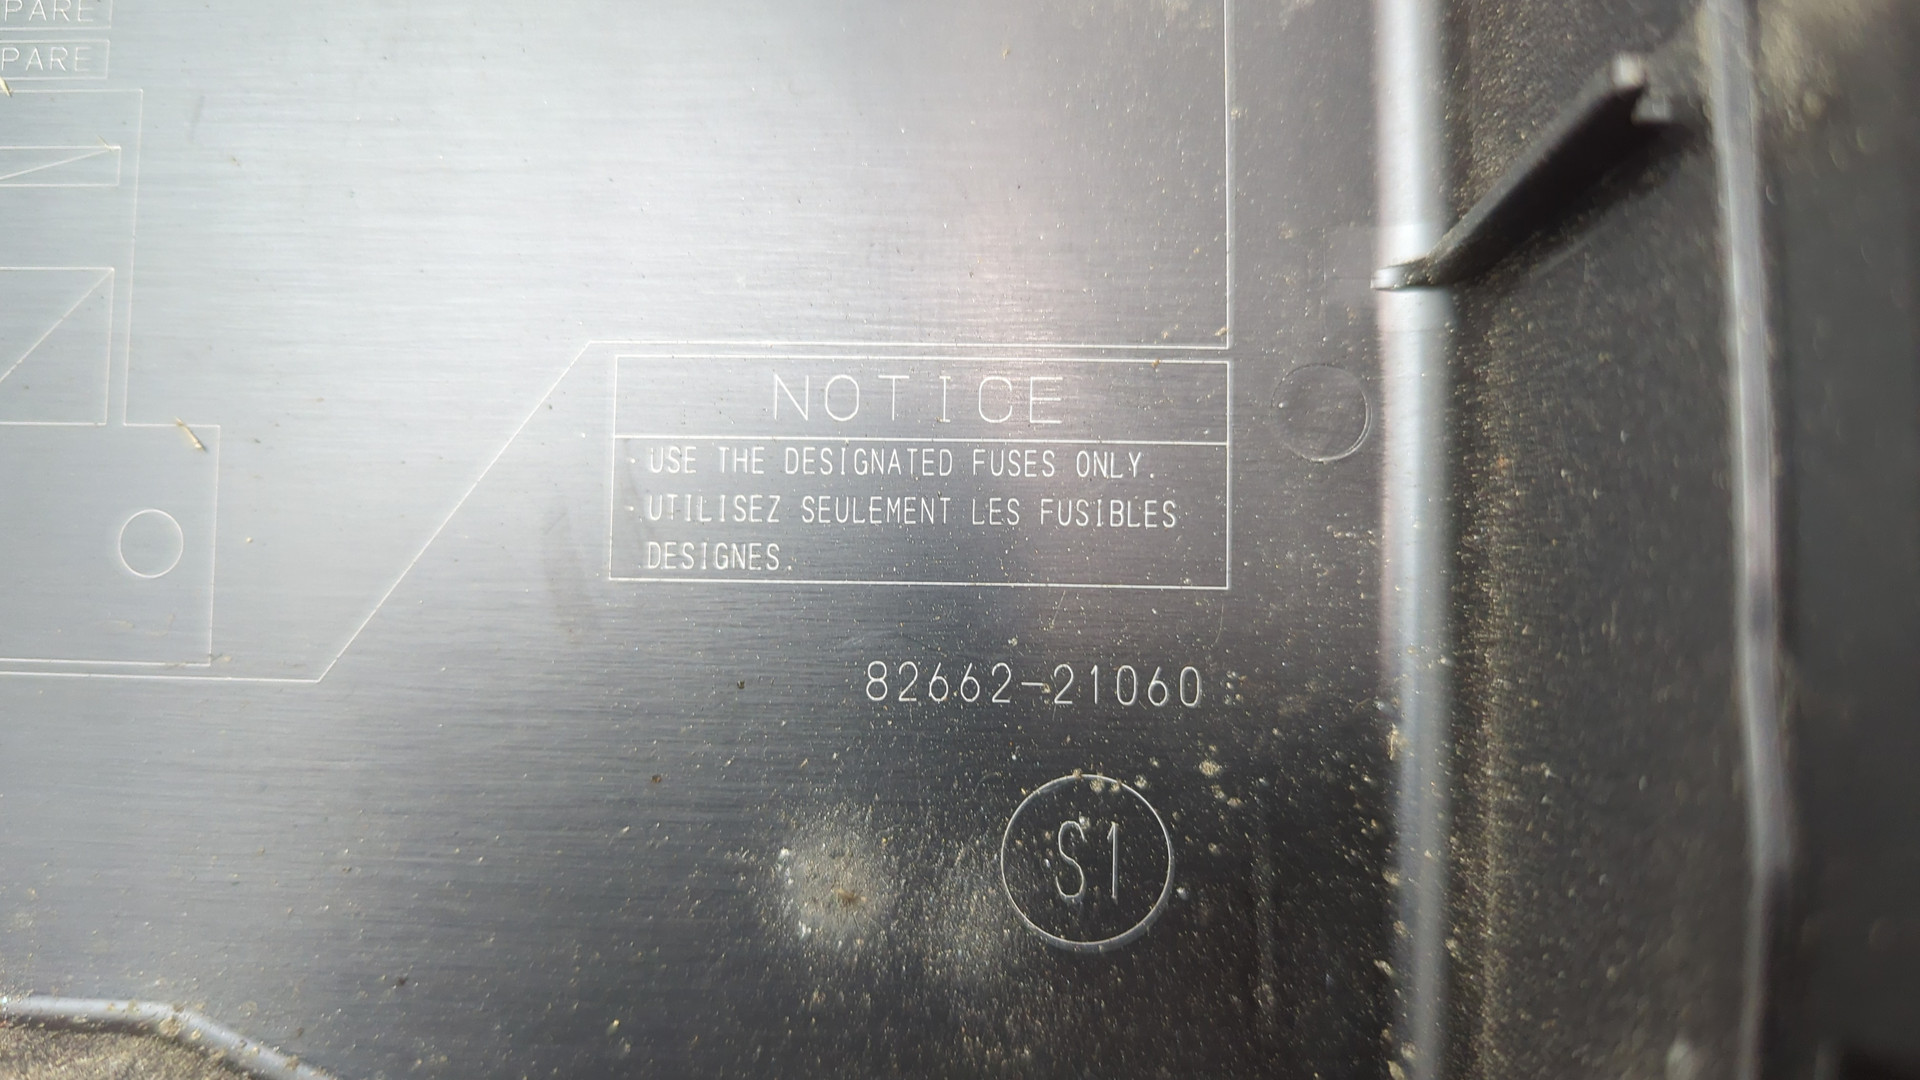 PARE
PARE
NOTICE
· USE THE DESIGNATED FUSES ONLY.
· UTILISEZ SEULEMENT LES FUSIBLES
DESIGNES.
82662-21060
S1